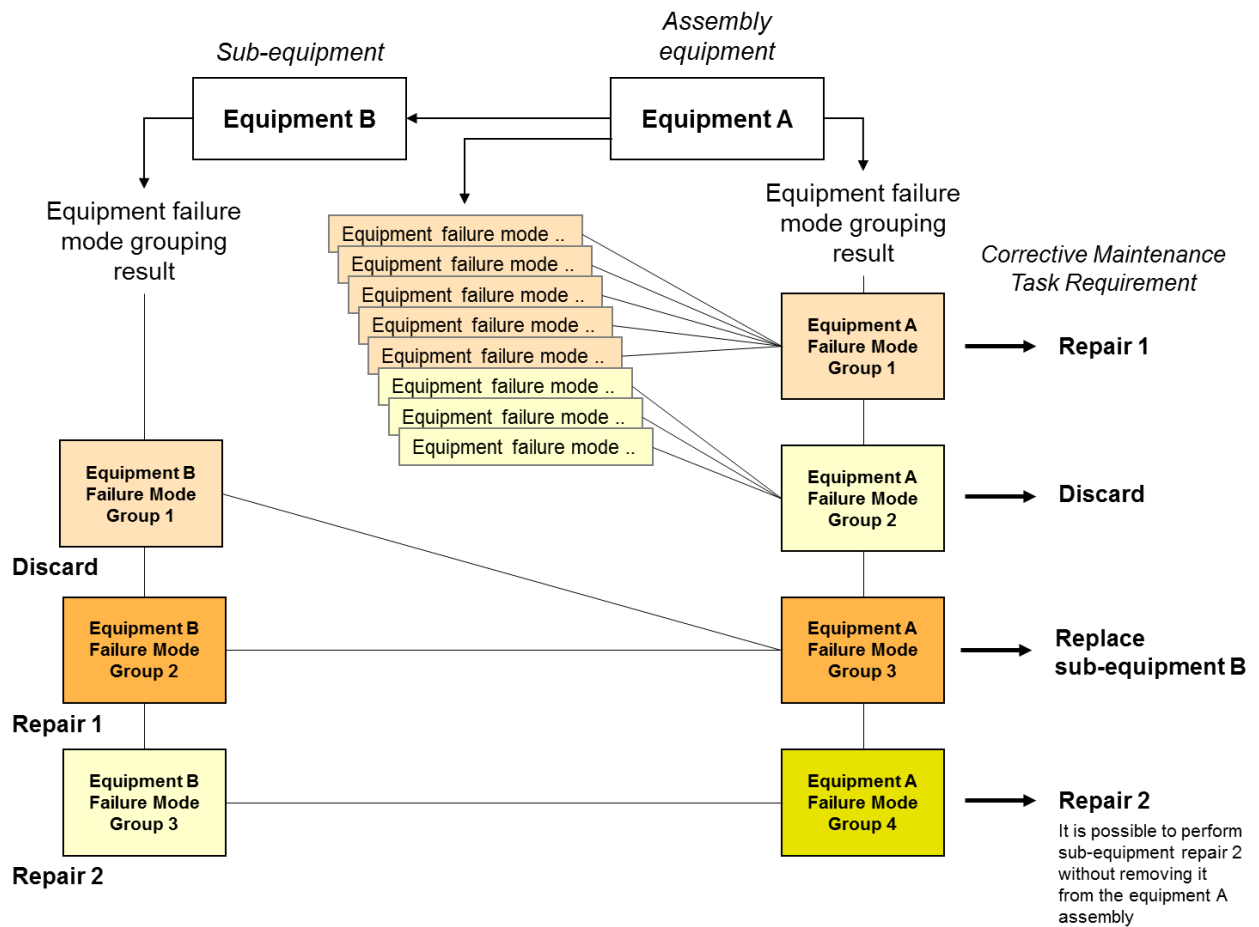 Sub-equipment
Assembly
equipment
Equipment B
Equipment A
Equipment failure
mode grouping
result
Equipment failure mode ..
Equipment failure mode ..
Equipment failure mode ..
Equipment failure mode ..
Equipment failure mode ..
Equipment failure mode ..
Equipment failure mode ..
Equipment failure mode ..
Equipment failure
mode grouping
result
Corrective Maintenance
Task Requirement
Equipment A
Failure Mode
Group 1
Repair 1
Equipment B
Failure Mode
Group 1
Discard
Equipment A
Failure Mode
Group 2
Discard
Equipment B
Failure Mode
Group 2
Repair 1
Equipment A
Failure Mode
Group 3
Replace
sub-equipment B
Equipment B
Failure Mode
Group 3
Repair 2
Equipment A
Failure Mode
Group 4
Repair 2
It is possible to perform
sub-equipment repair 2
without removing it
from the equipment A
assembly